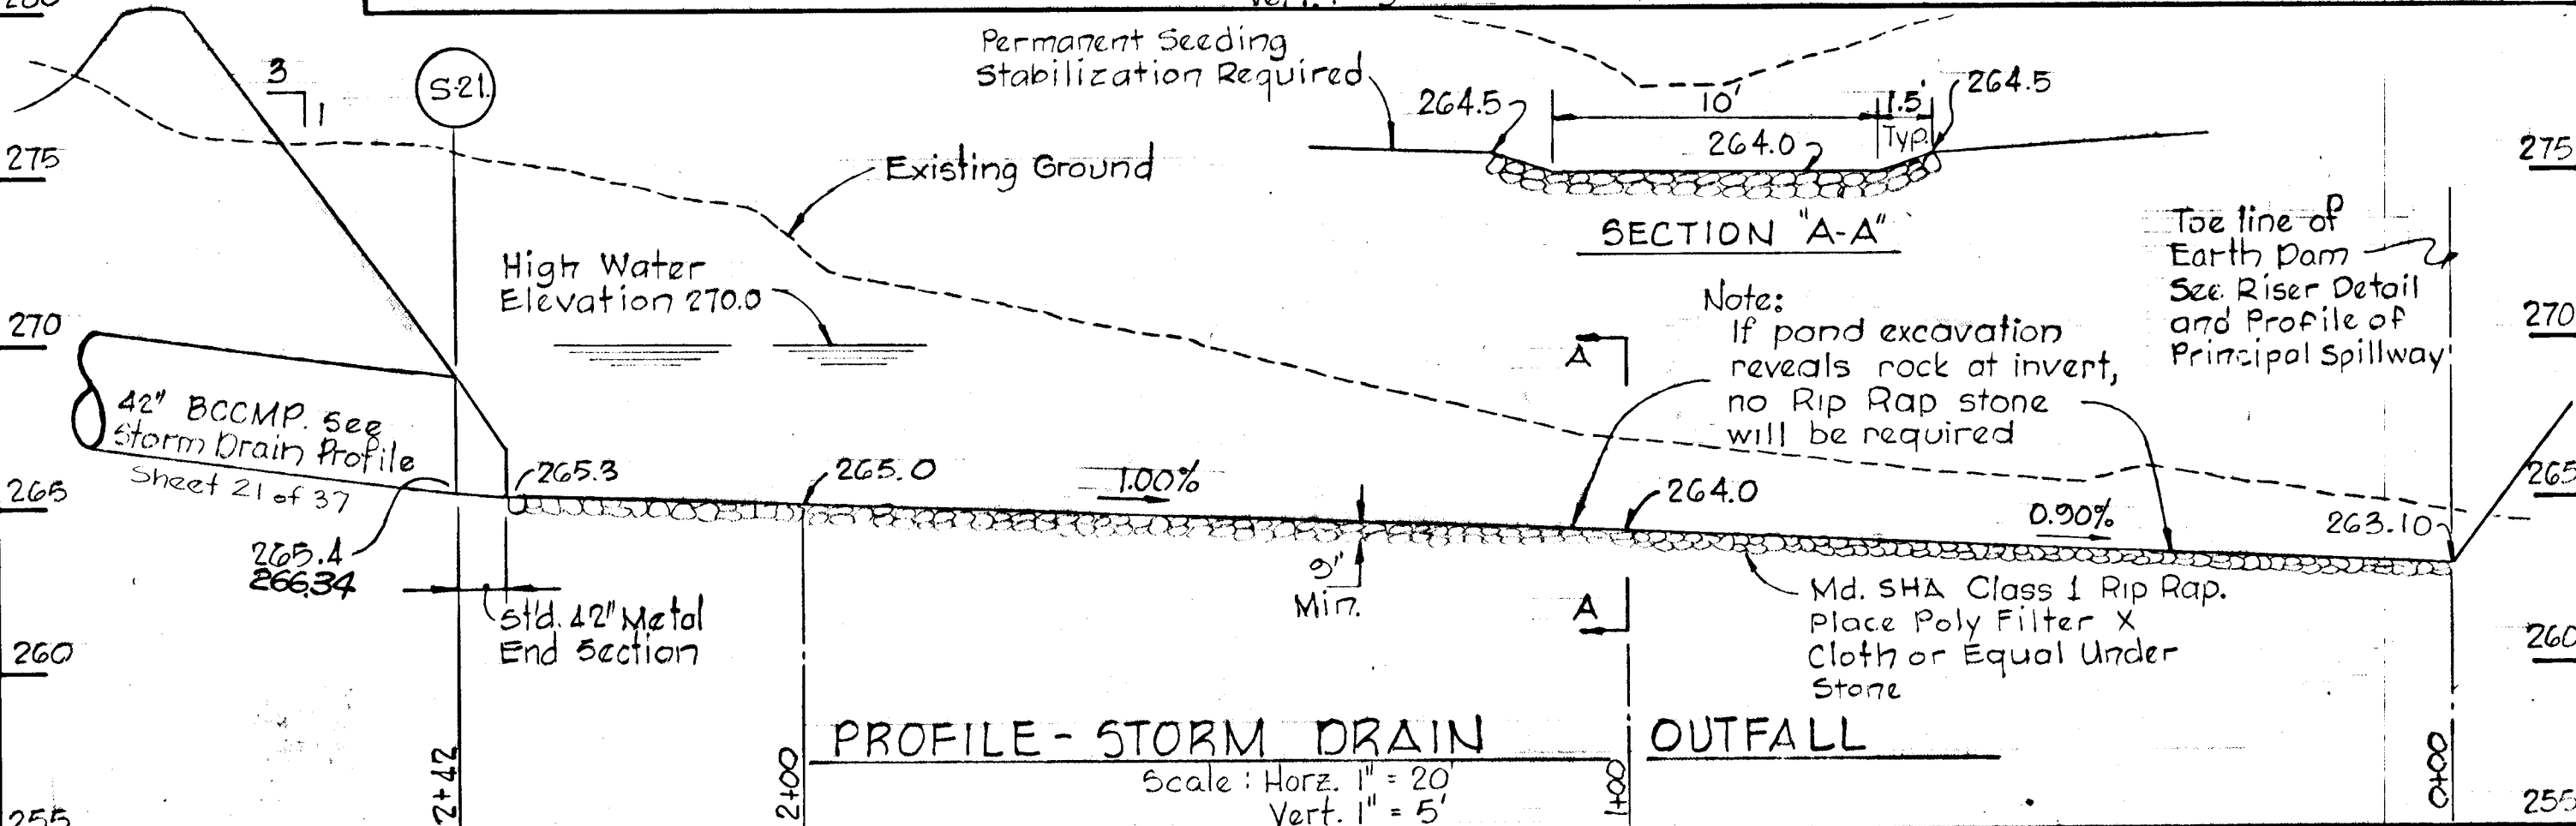 Permanent Seeding
Stabilization Required
3
1
S-21.
264.5
10'
1.5'
Typ.
264.5
264.0
275
275
Existing Ground
SECTION "A-A"
Toe line of
Earth Dam
See Riser Detail
and Profile of
Principal Spillway
High Water
Elevation 270.0
Note:
If pond excavation
reveals rock at invert,
no Rip Rap stone
will be required
270
270
A
42" BCCMP. See
Storm Drain Profile
Sheet 21 of 37
265
265.3
265.0
1.00%
264.0
0.90%
263.10
265
265.4
266.34
9"
Min.
Std. 42" Metal
End Section
A
Md. SHA Class 1 Rip Rap.
Place Poly Filter X
Cloth or Equal Under
Stone
260
260
PROFILE - STORM DRAIN OUTFALL
Scale : Horz. 1" = 20'
Vert. 1" = 5'
2+42
2+00
1+00
0+00
255
255